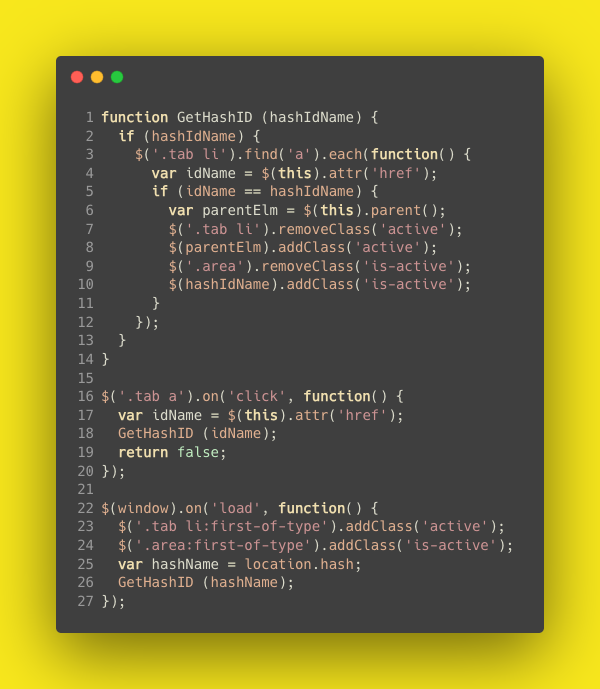 1 function GetHashID (hashIdName) {
2   if (hashIdName) {
3     $('.tab li').find('a').each(function() {
4       var idName = $(this).attr('href');
5       if (idName == hashIdName) {
6         var parentElm = $(this).parent();
7         $('.tab li').removeClass('active');
8         $(parentElm).addClass('active');
9         $('.area').removeClass('is-active');
10         $(hashIdName).addClass('is-active');
11       }
12     });
13   }
14 }
15
16 $('.tab a').on('click', function() {
17   var idName = $(this).attr('href');
18   GetHashID (idName);
19   return false;
20 });
21
22 $(window).on('load', function() {
23   $('.tab li:first-of-type').addClass('active');
24   $('.area:first-of-type').addClass('is-active');
25   var hashName = location.hash;
26   GetHashID (hashName);
27 });